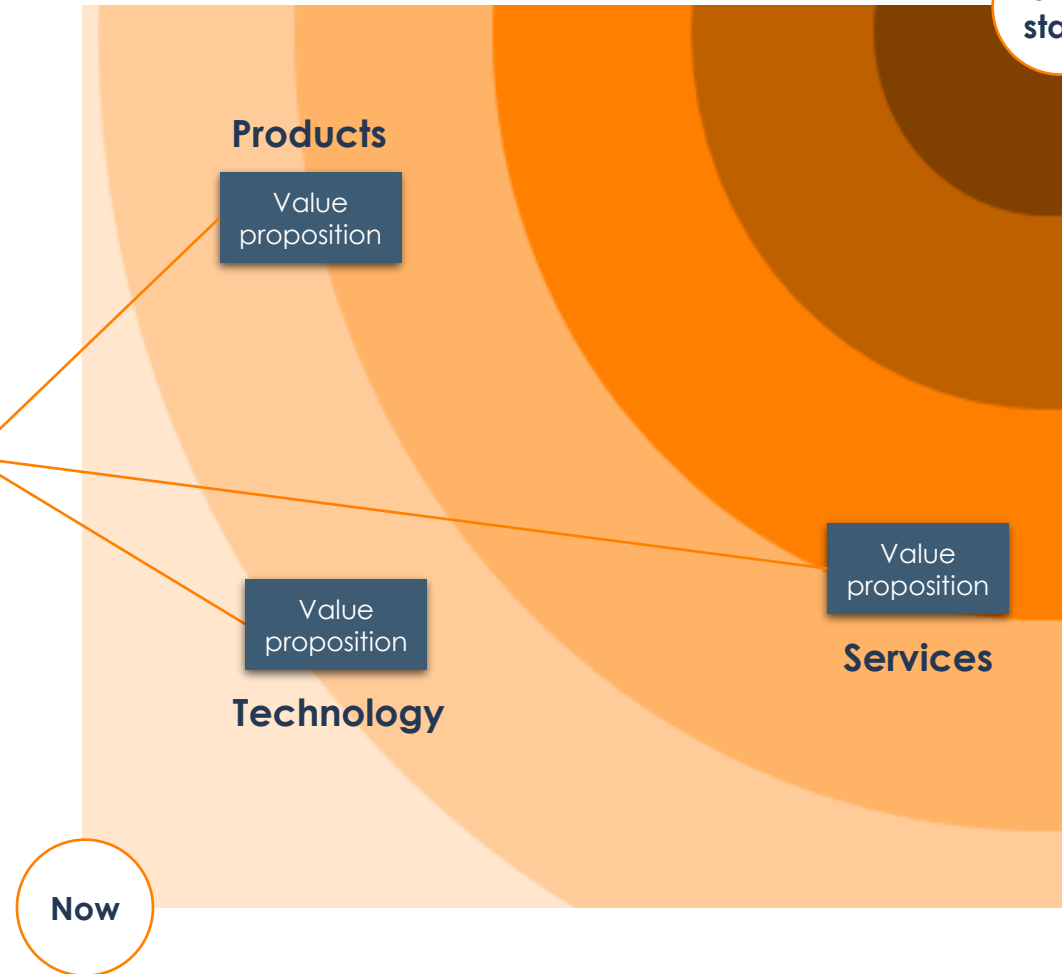 Products
Value
proposition
Value
proposition
Services
Value
proposition
Technology
Now